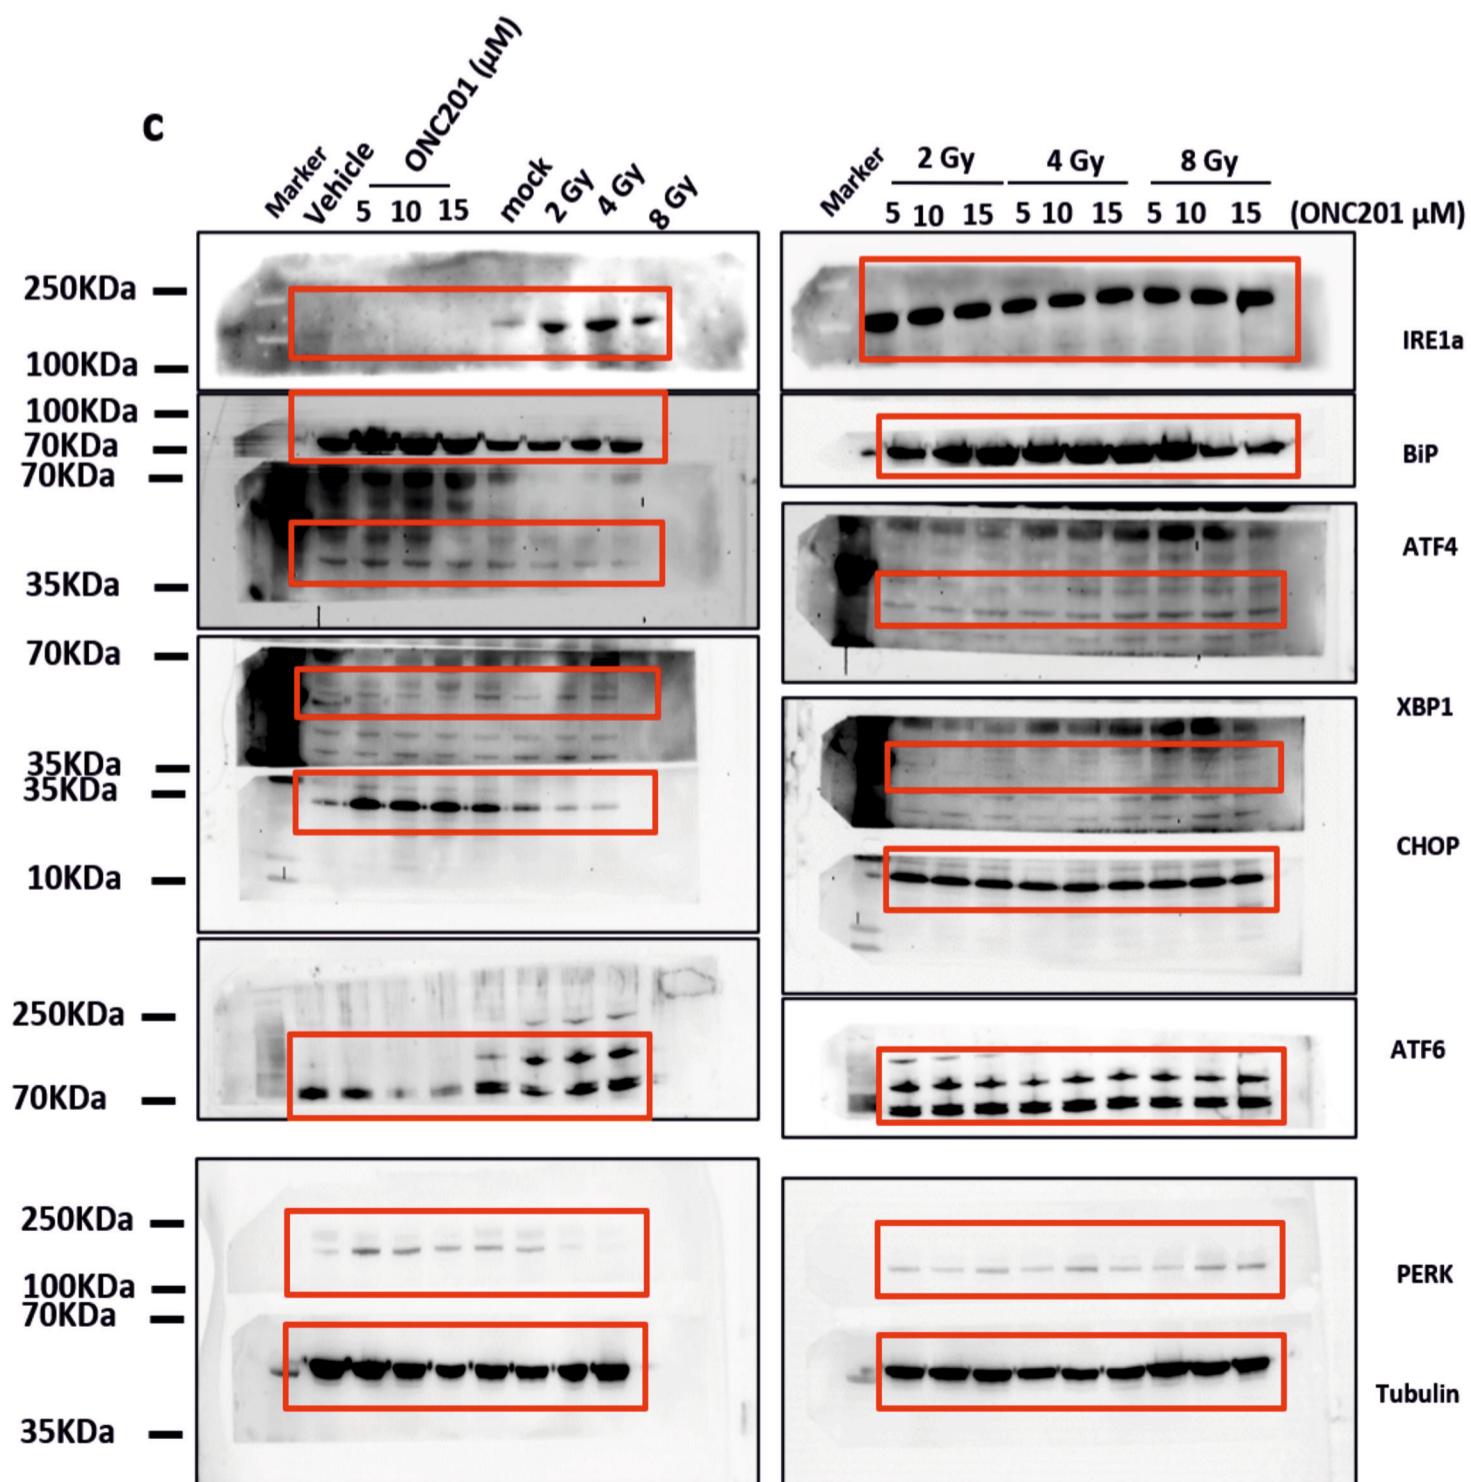 c
Marker Vehicle ONC201 (µM) mock 2 Gy 4 Gy 8 Gy
5 10 15
Marker 2 Gy 4 Gy 8 Gy
5 10 15 5 10 15 5 10 15 (ONC201 µM)
250KDa
100KDa
IRE1a
100KDa
70KDa
BiP
70KDa
35KDa
ATF4
70KDa
35KDa
XBP1
35KDa
10KDa
CHOP
250KDa
70KDa
ATF6
250KDa
100KDa
PERK
70KDa
35KDa
Tubulin